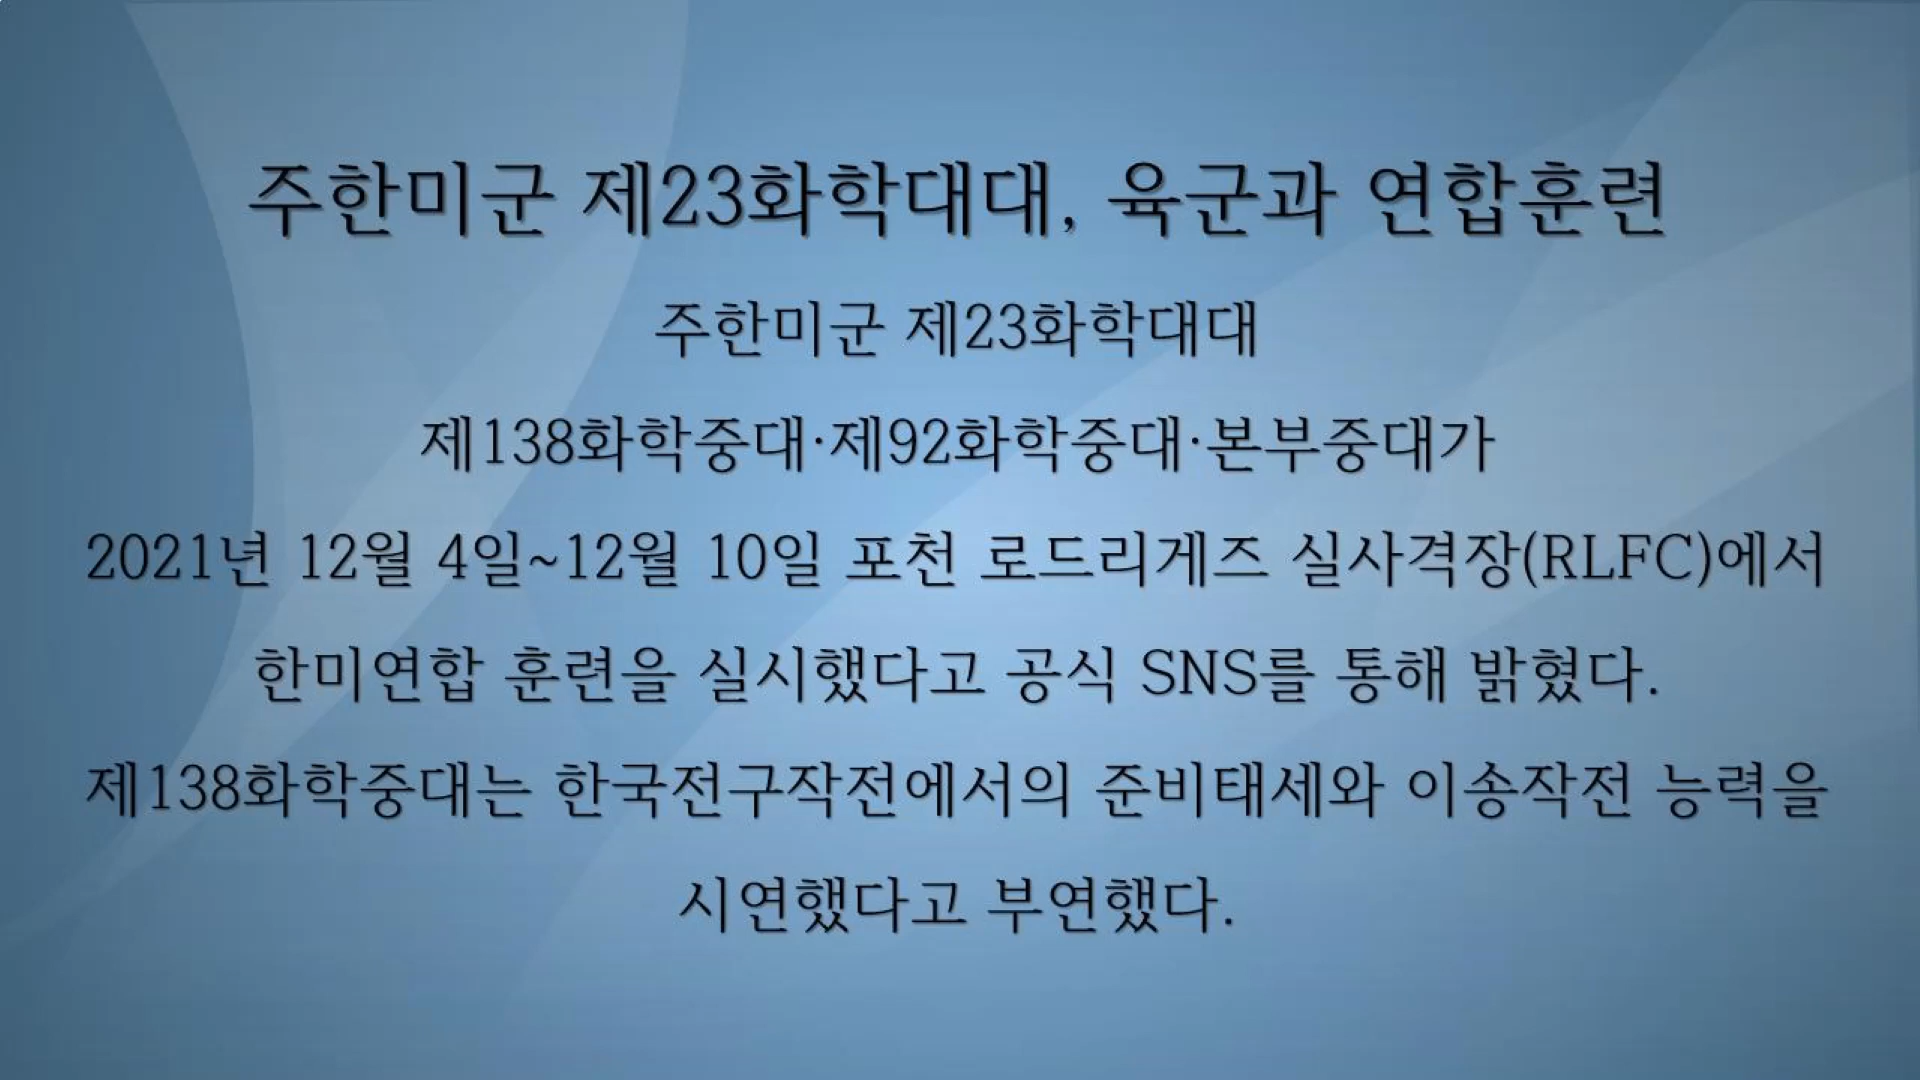 주한미군 제23화학대대, 육군과 연합훈련
주한미군 제23화학대대
제138화학중대·제92화학중대·본부중대가
2021년 12월 4일~12월 10일 포천 로드리게즈 실사격장(RLFC)에서
한미연합 훈련을 실시했다고 공식 SNS를 통해 밝혔다.
제138화학중대는 한국전구작전에서의 준비태세와 이송작전 능력을
시연했다고 부연했다.